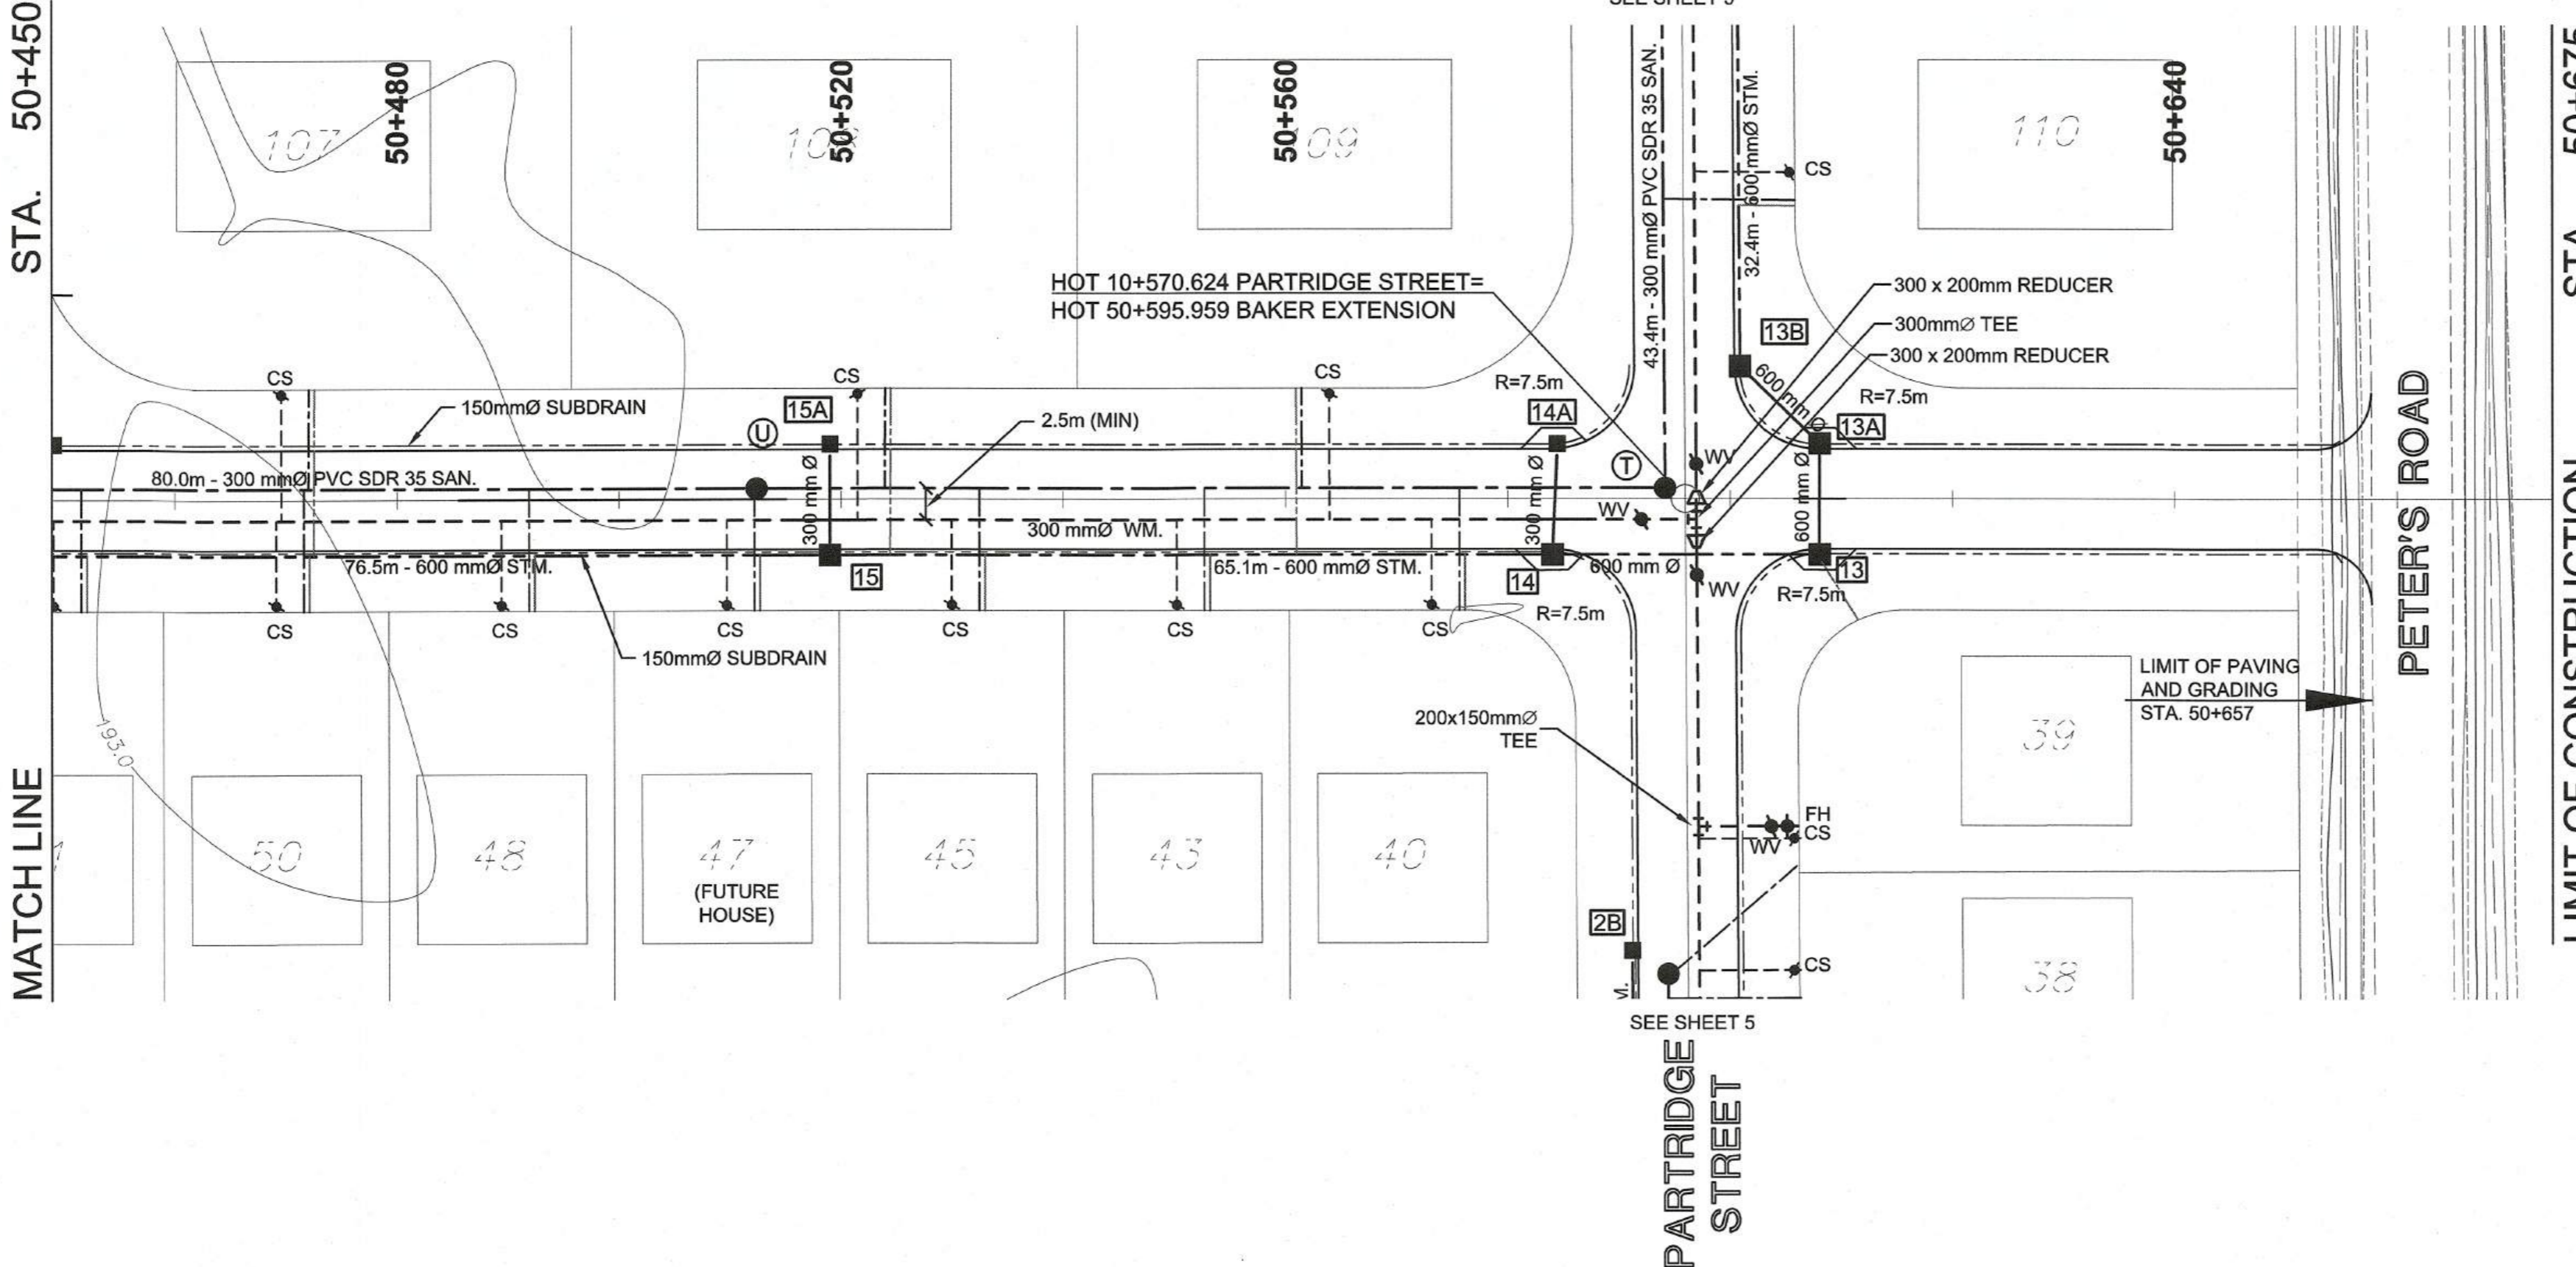 STA. 50+450
MATCH LINE
50+480
50+520
50+560
50+640
107
109
110
43.4m - 300 mmØ PVC SDR 35 SAN.
32.4m - 600 mmØ STM.
CS
HOT 10+570.624 PARTRIDGE STREET=
HOT 50+595.959 BAKER EXTENSION
300 x 200mm REDUCER
300mmØ TEE
300 x 200mm REDUCER
13B
600 mm Ø
R=7.5m
R=7.5m
13A
14A
CS
CS
CS
150mmØ SUBDRAIN
15A
U
2.5m (MIN)
T
WV
WV
80.0m - 300 mmØ PVC SDR 35 SAN.
300 mm Ø
300 mm Ø
600 mm Ø
300 mmØ WM.
76.5m - 600 mmØ STM.
15
65.1m - 600 mmØ STM.
14
600 mm Ø
13
WV
R=7.5m
R=7.5m
CS
CS
CS
CS
CS
CS
150mmØ SUBDRAIN
193.0
200x150mmØ
TEE
FH
CS
WV
CS
2B
50
48
47
(FUTURE
HOUSE)
45
43
40
39
38
LIMIT OF PAVING
AND GRADING
STA. 50+657
PETER'S ROAD
SEE SHEET 5
PARTRIDGE
STREET
LIMIT OF CONSTRUCTION
STA. 50+675